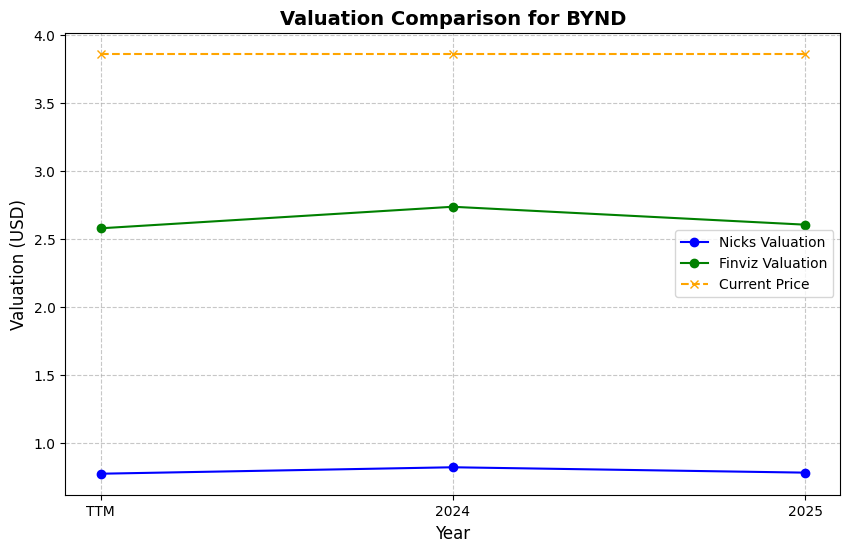 Valuation Comparison for BYND
Valuation (USD)
4.0
3.5
3.0
2.5
2.0
1.5
1.0
Nicks Valuation
Finviz Valuation
Current Price
TTM
2024
2025
Year